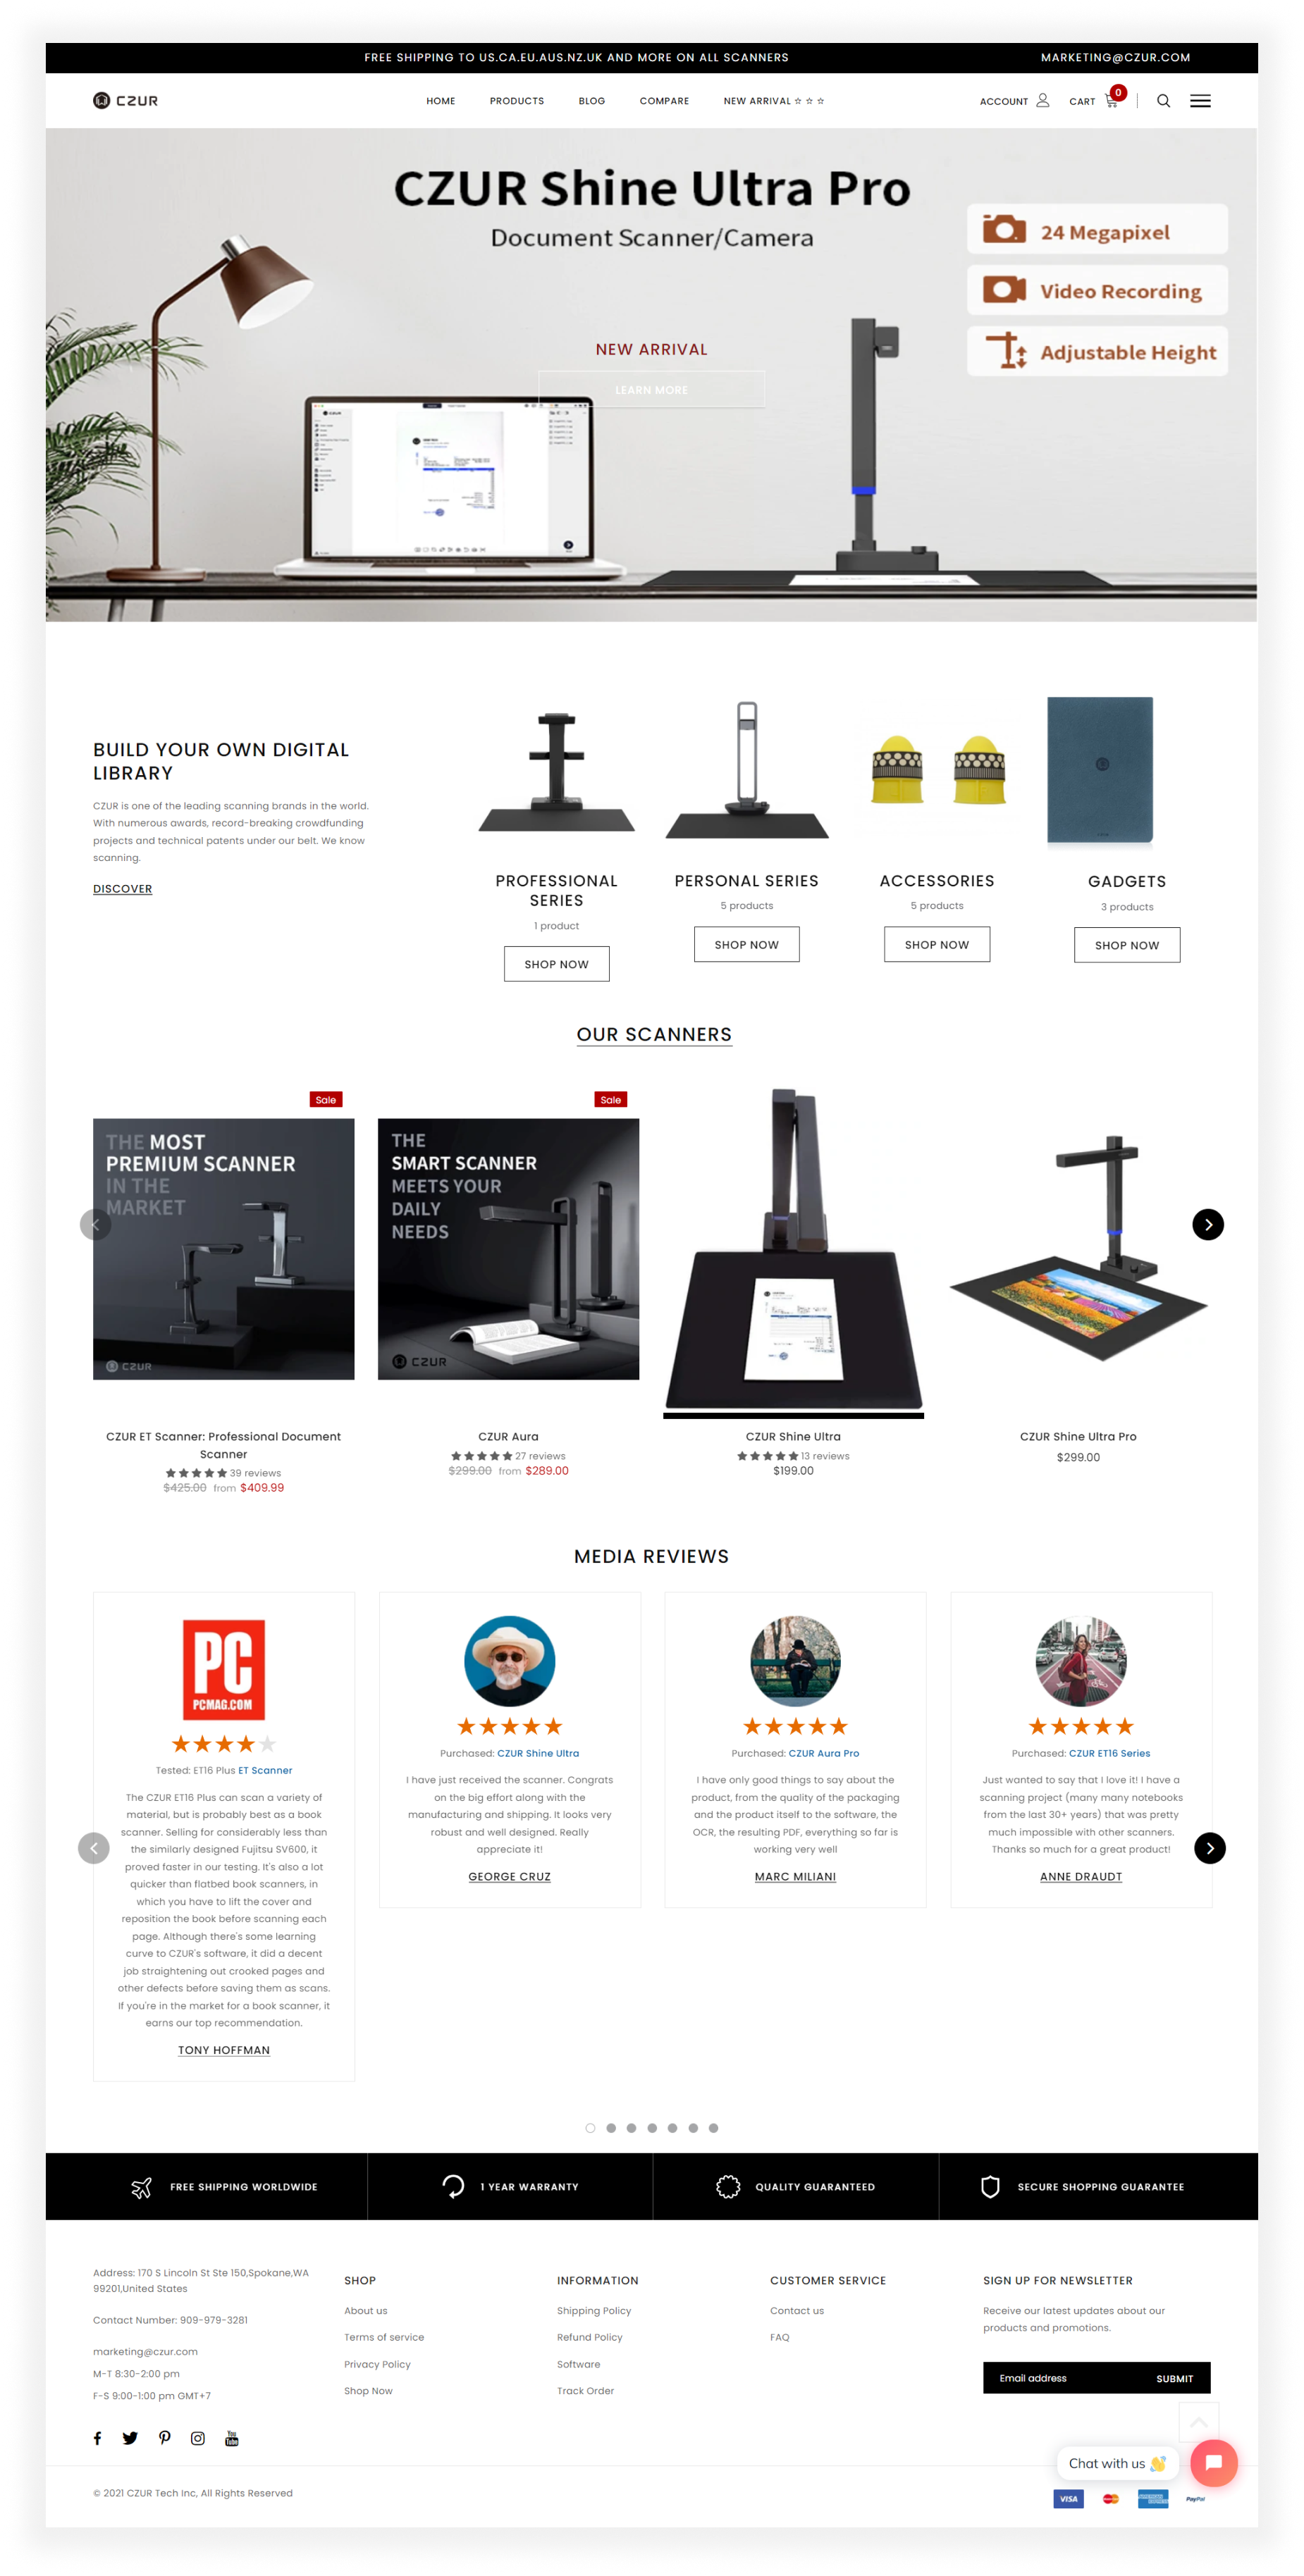 FREE SHIPPING TO US.CA.EU.AUS.NZ.UK AND MORE ON ALL SCANNERS
MARKETING@CZUR.COM
CZUR
HOME
PRODUCTS
BLOG
COMPARE
NEW ARRIVAL ☆ ☆ ☆
ACCOUNT
CART
0
CZUR Shine Ultra Pro
Document Scanner/Camera
24 Megapixel
Video Recording
Adjustable Height
NEW ARRIVAL
LEARN MORE
BUILD YOUR OWN DIGITAL
LIBRARY
CZUR is one of the leading scanning brands in the world.
With numerous awards, record-breaking crowdfunding
projects and technical patents under our belt. We know
scanning.
DISCOVER
PROFESSIONAL
SERIES
1 product
SHOP NOW
PERSONAL SERIES
5 products
SHOP NOW
ACCESSORIES
5 products
SHOP NOW
GADGETS
3 products
SHOP NOW
OUR SCANNERS
Sale
THE MOST
PREMIUM SCANNER
IN THE
MARKET
CZUR
CZUR ET Scanner: Professional Document
Scanner
39 reviews
$425.00 from $409.99
Sale
THE
SMART SCANNER
MEETS YOUR
DAILY
NEEDS
CZUR
CZUR Aura
27 reviews
$299.00 from $289.00
CZUR Shine Ultra
13 reviews
$199.00
CZUR Shine Ultra Pro
$299.00
MEDIA REVIEWS
PC
PCMAG.COM
Tested: ET16 Plus ET Scanner
The CZUR ET16 Plus can scan a variety of
material, but is probably best as a book
scanner. Selling for considerably less than
the similarly designed Fujitsu SV600, it
proved faster in our testing. It's also a lot
quicker than flatbed book scanners, in
which you have to lift the cover and
reposition the book before scanning each
page. Although there's some learning
curve to CZUR's software, it did a decent
job straightening out crooked pages and
other defects before saving them as scans.
If you're in the market for a book scanner, it
earns our top recommendation.
TONY HOFFMAN
Purchased: CZUR Shine Ultra
I have just received the scanner. Congrats
on the big effort along with the
manufacturing and shipping. It looks very
robust and well designed. Really
appreciate it!
GEORGE CRUZ
Purchased: CZUR Aura Pro
I have only good things to say about the
product, from the quality of the packaging
and the product itself to the software, the
OCR, the resulting PDF, everything so far is
working very well
MARC MILIANI
Purchased: CZUR ET16 Series
Just wanted to say that I love it! I have a
scanning project (many many notebooks
from the last 30+ years) that was pretty
much impossible with other scanners.
Thanks so much for a great product!
ANNE DRAUDT
FREE SHIPPING WORLDWIDE
1 YEAR WARRANTY
QUALITY GUARANTEED
SECURE SHOPPING GUARANTEE
Address: 170 S Lincoln St Ste 150,Spokane,WA
99201,United States
Contact Number: 909-979-3281
marketing@czur.com
M-T 8:30-2:00 pm
F-S 9:00-1:00 pm GMT+7
SHOP
About us
Terms of service
Privacy Policy
Shop Now
INFORMATION
Shipping Policy
Refund Policy
Software
Track Order
CUSTOMER SERVICE
Contact us
FAQ
SIGN UP FOR NEWSLETTER
Receive our latest updates about our
products and promotions.
Email address
SUBMIT
You
Tube
Chat with us 👋
© 2021 CZUR Tech Inc, All Rights Reserved
VISA
AMERICAN EXPRESS
PayPal